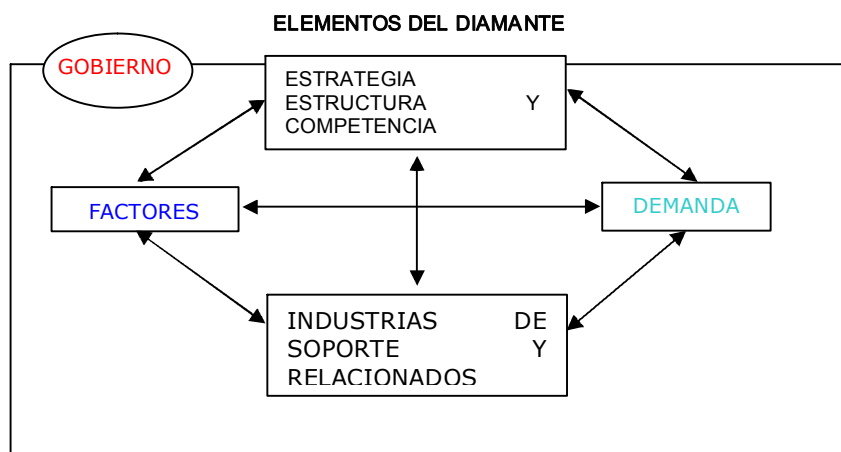 ELEMENTOS DEL DIAMANTE
GOBIERNO
ESTRATEGIA
ESTRUCTURA Y
COMPETENCIA
FACTORES
DEMANDA
INDUSTRIAS DE
SOPORTE Y
RELACIONADOS